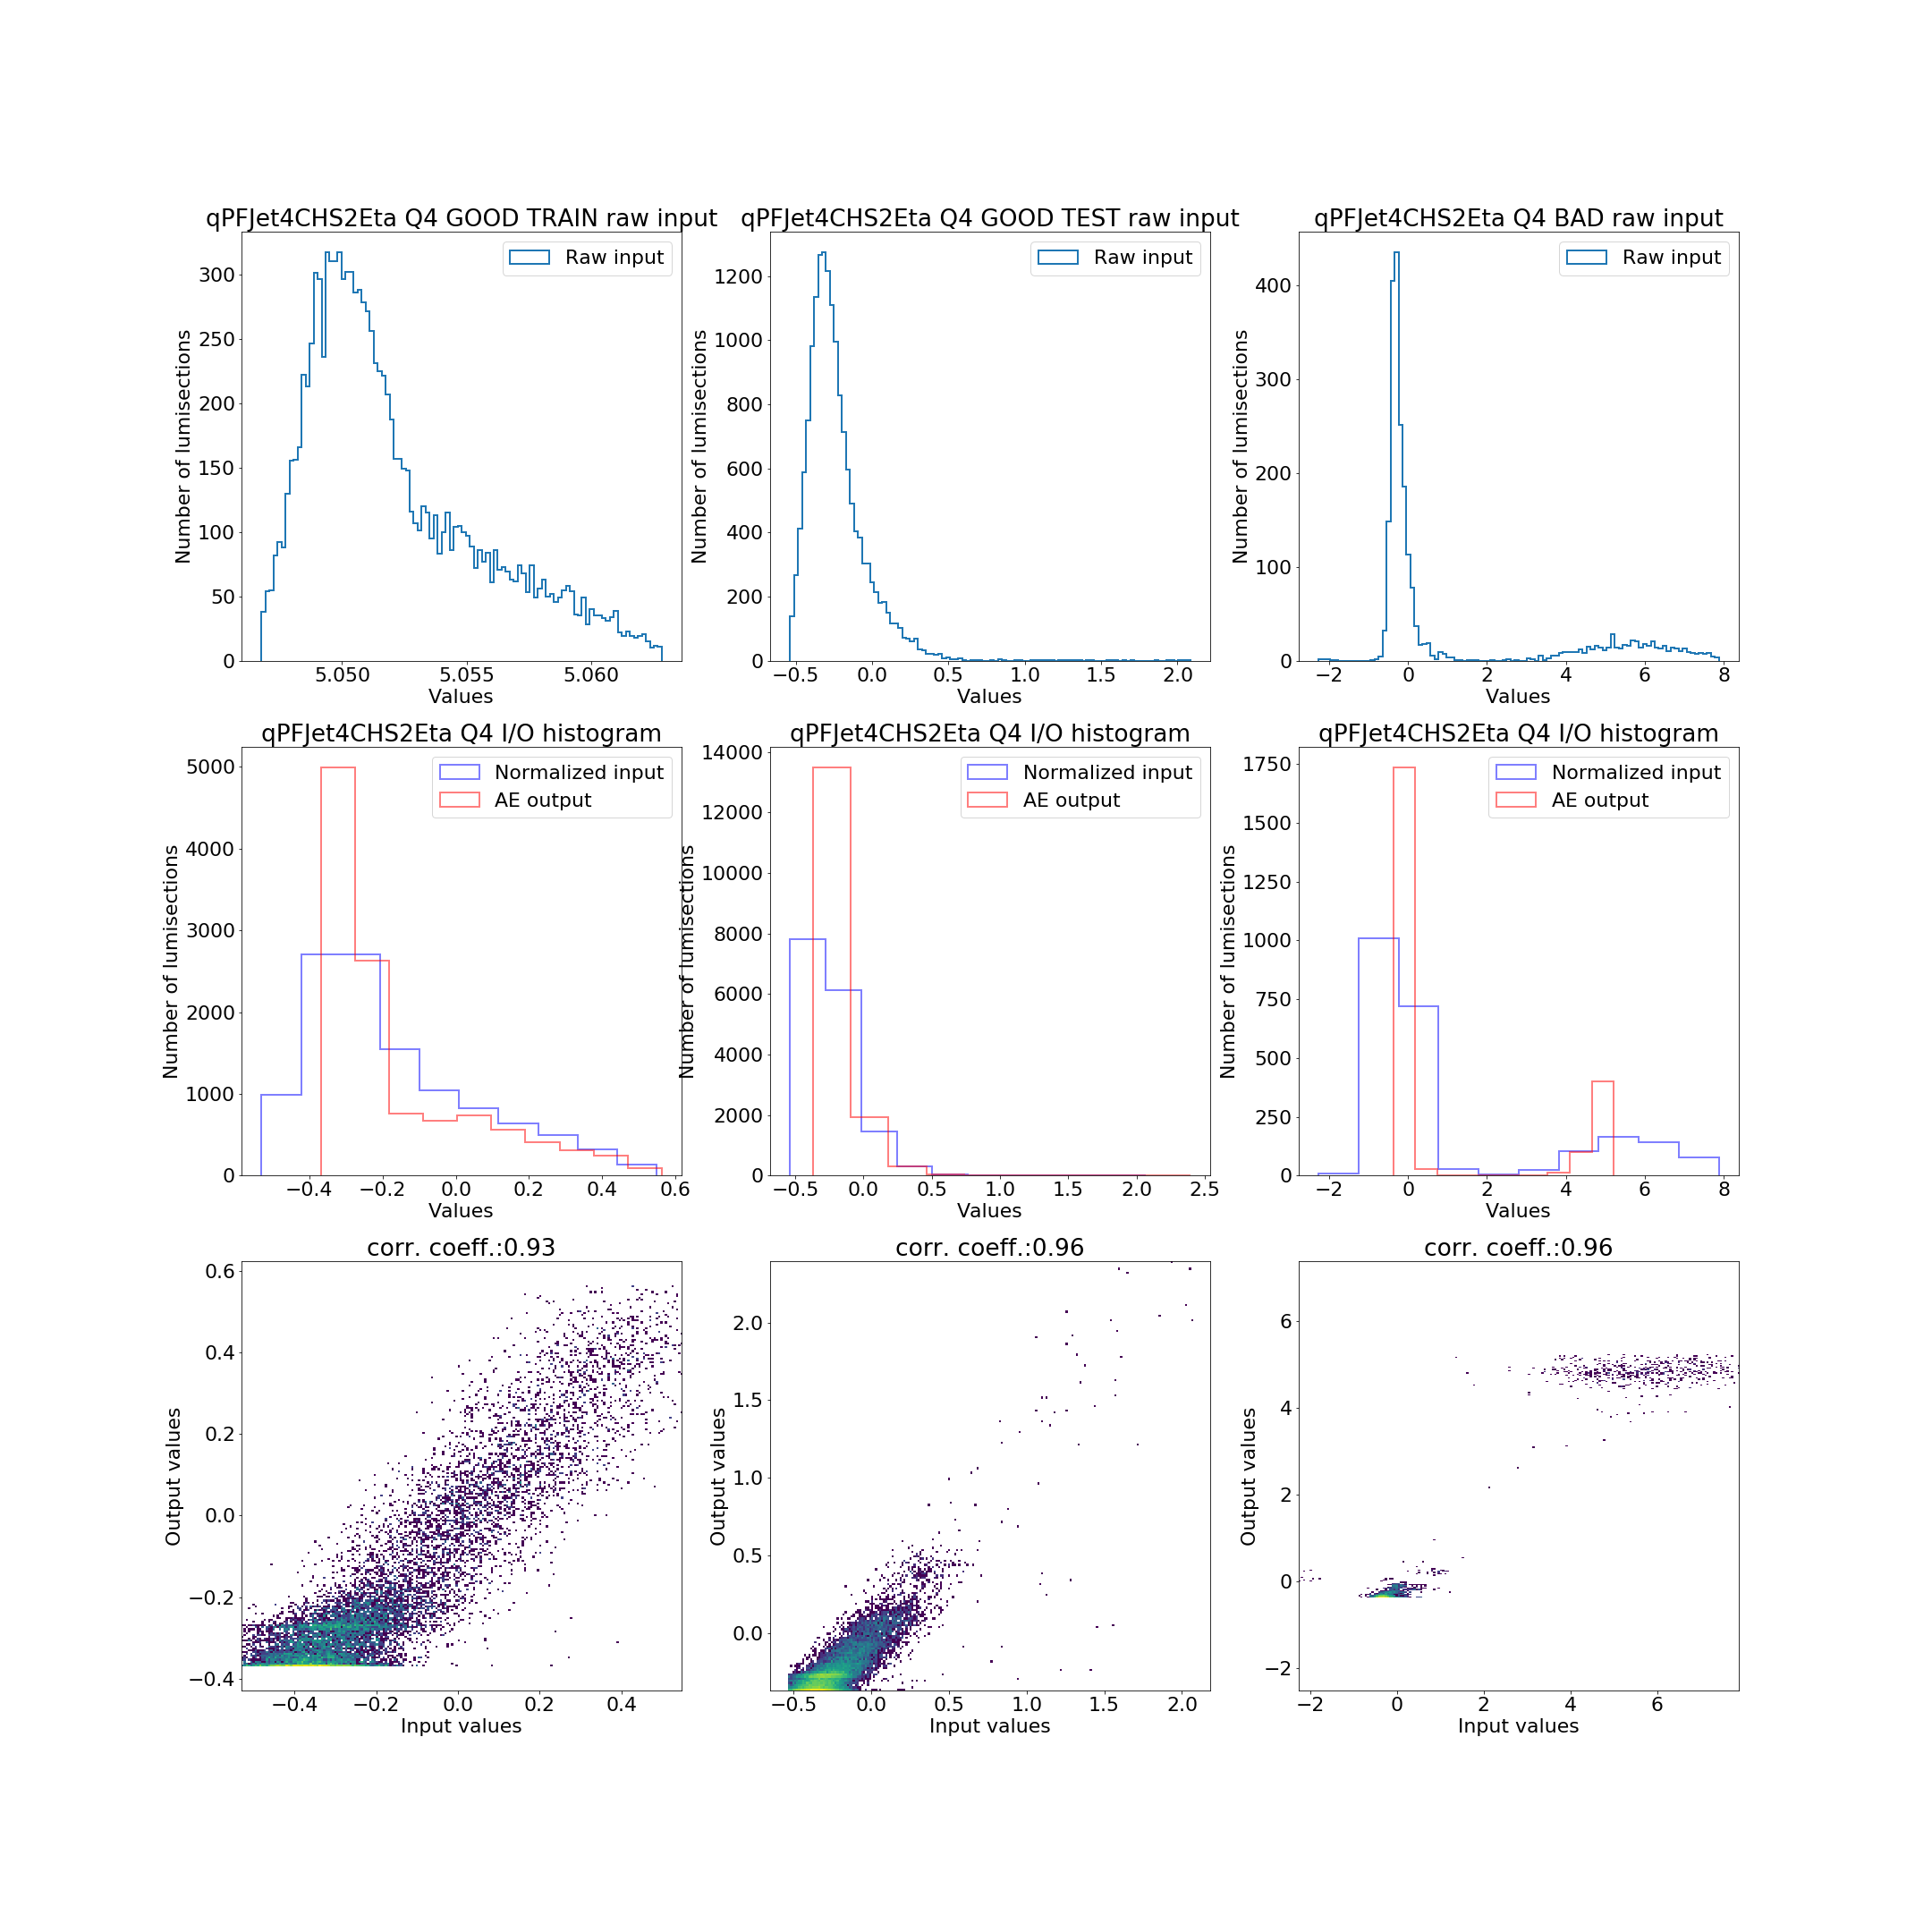 qPFJet4CHS2Eta Q4 GOOD TRAIN raw input
Raw input
Number of lumisections
300
250
200
150
100
50
0
5.050 5.055 5.060
Values
qPFJet4CHS2Eta Q4 GOOD TEST raw input
Raw input
Number of lumisections
1200
1000
800
600
400
200
0
−0.5 0.0 0.5 1.0 1.5 2.0
Values
qPFJet4CHS2Eta Q4 BAD raw input
Raw input
Number of lumisections
400
300
200
100
0
−2 0 2 4 6 8
Values
qPFJet4CHS2Eta Q4 I/O histogram
Normalized input
AE output
Number of lumisections
5000
4000
3000
2000
1000
0
−0.4 −0.2 0.0 0.2 0.4 0.6
Values
qPFJet4CHS2Eta Q4 I/O histogram
Normalized input
AE output
Number of lumisections
14000
12000
10000
8000
6000
4000
2000
0
−0.5 0.0 0.5 1.0 1.5 2.0 2.5
Values
qPFJet4CHS2Eta Q4 I/O histogram
Normalized input
AE output
Number of lumisections
1750
1500
1250
1000
750
500
250
0
−2 0 2 4 6 8
Values
corr. coeff.:0.93
Output values
0.6
0.4
0.2
0.0
−0.2
−0.4
−0.4 −0.2 0.0 0.2 0.4
Input values
corr. coeff.:0.96
Output values
2.0
1.5
1.0
0.5
0.0
−0.5 0.0 0.5 1.0 1.5 2.0
Input values
corr. coeff.:0.96
Output values
6
4
2
0
−2
−2 0 2 4 6
Input values